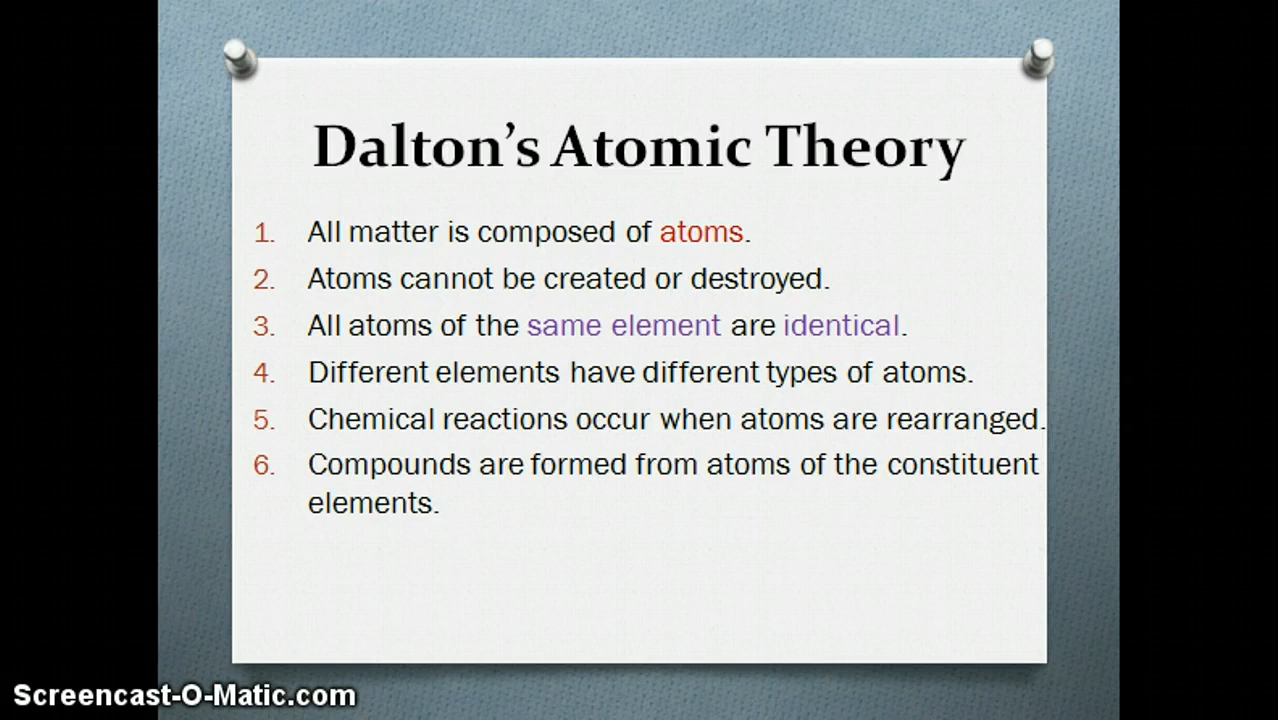 Dalton’s Atomic Theory
1. All matter is composed of atoms.
2. Atoms cannot be created or destroyed.
3. All atoms of the same element are identical.
4. Different elements have different types of atoms.
5. Chemical reactions occur when atoms are rearranged.
6. Compounds are formed from atoms of the constituent
elements.
Screencast-O-Matic.com